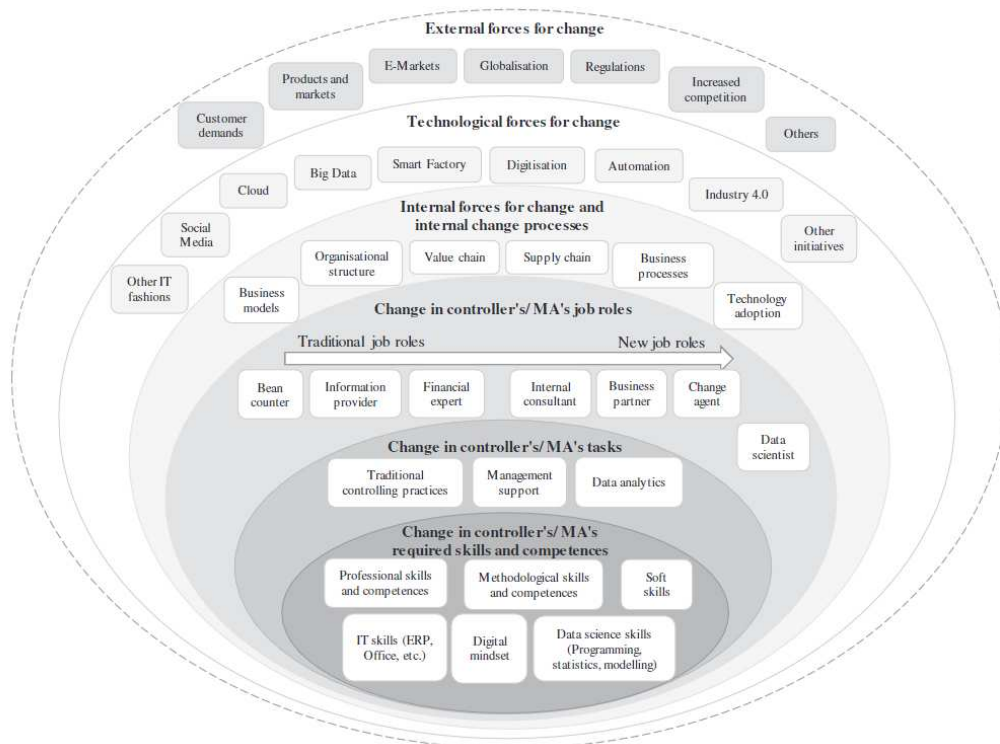 External forces for change
E-Markets
Globalisation
Regulations
Products and
markets
Increased
competition
Customer
demands
Others
Technological forces for change
Smart Factory
Digitisation
Automation
Big Data
Cloud
Industry 4.0
Social
Media
Other
initiatives
Other IT
fashions
Internal forces for change and
internal change processes
Organisational
structure
Value chain
Supply chain
Business
processes
Business
models
Technology
adoption
Change in controller's/ MA's job roles
Traditional job roles
New job roles
Bean
counter
Information
provider
Financial
expert
Internal
consultant
Business
partner
Change
agent
Data
scientist
Change in controller's/ MA's tasks
Traditional
controlling practices
Management
support
Data analytics
Change in controller's/ MA's
required skills and competences
Professional skills
and competences
Methodological skills
and competences
Soft
skills
IT skills (ERP,
Office, etc.)
Digital
mindset
Data science skills
(Programming,
statistics, modelling)